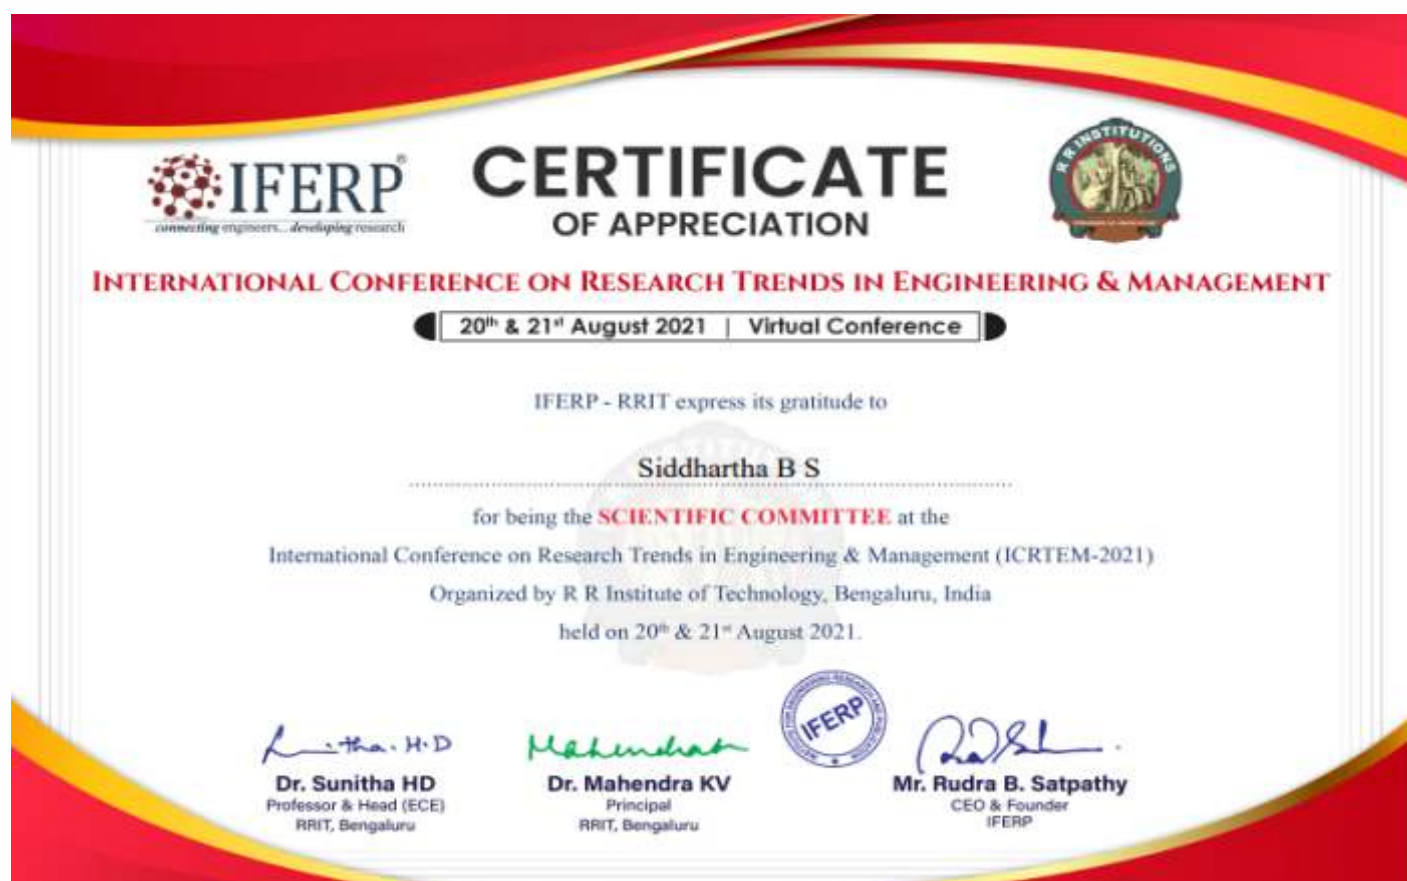 IFERP®
connecting engineers... developing research
CERTIFICATE
OF APPRECIATION
R R INSTITUTIONS
INTERNATIONAL CONFERENCE ON RESEARCH TRENDS IN ENGINEERING & MANAGEMENT
20th & 21st August 2021 | Virtual Conference
IFERP - RRIT express its gratitude to
Siddhartha B S
for being the SCIENTIFIC COMMITTEE at the
International Conference on Research Trends in Engineering & Management (ICRTEM-2021)
Organized by R R Institute of Technology, Bengaluru, India
held on 20th & 21st August 2021.
IFERP
Dr. Sunitha HD
Professor & Head (ECE)
RRIT, Bengaluru
Mahendra
Dr. Mahendra KV
Principal
RRIT, Bengaluru
Mr. Rudra B. Satpathy
CEO & Founder
IFERP